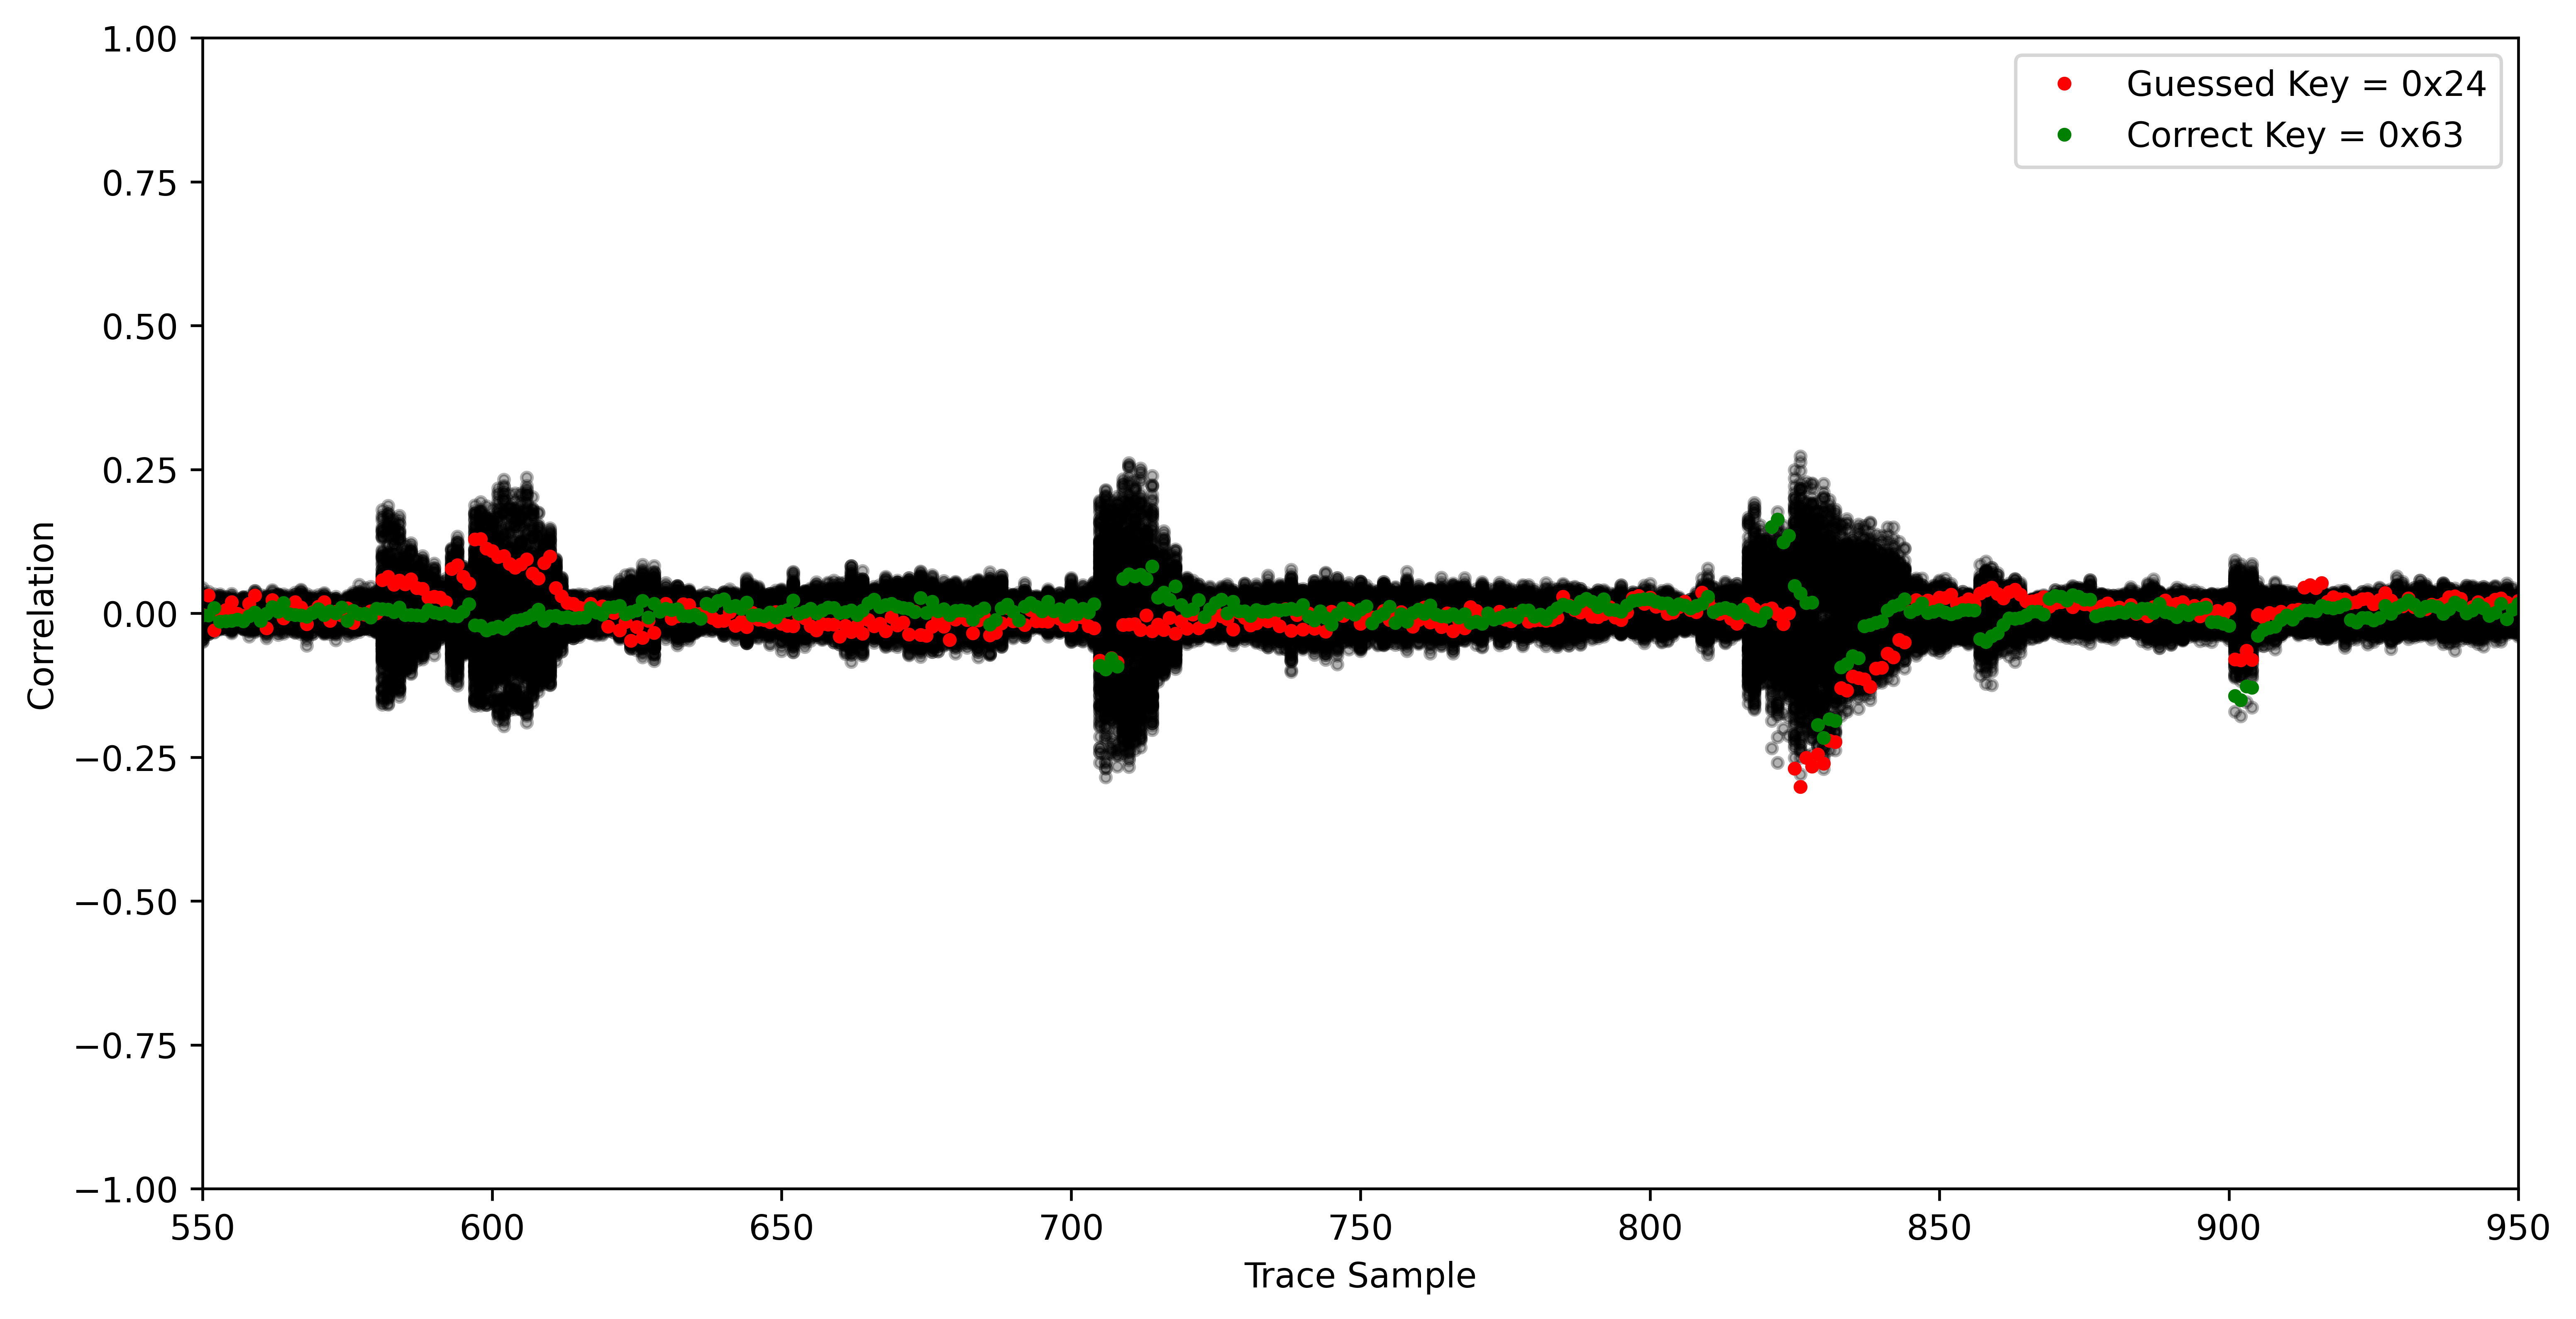 1.00
0.75
0.50
0.25
0.00
−0.25
−0.50
−0.75
−1.00
Correlation
Guessed Key = 0x24
Correct Key = 0x63
550 600 650 700 750 800 850 900 950
Trace Sample